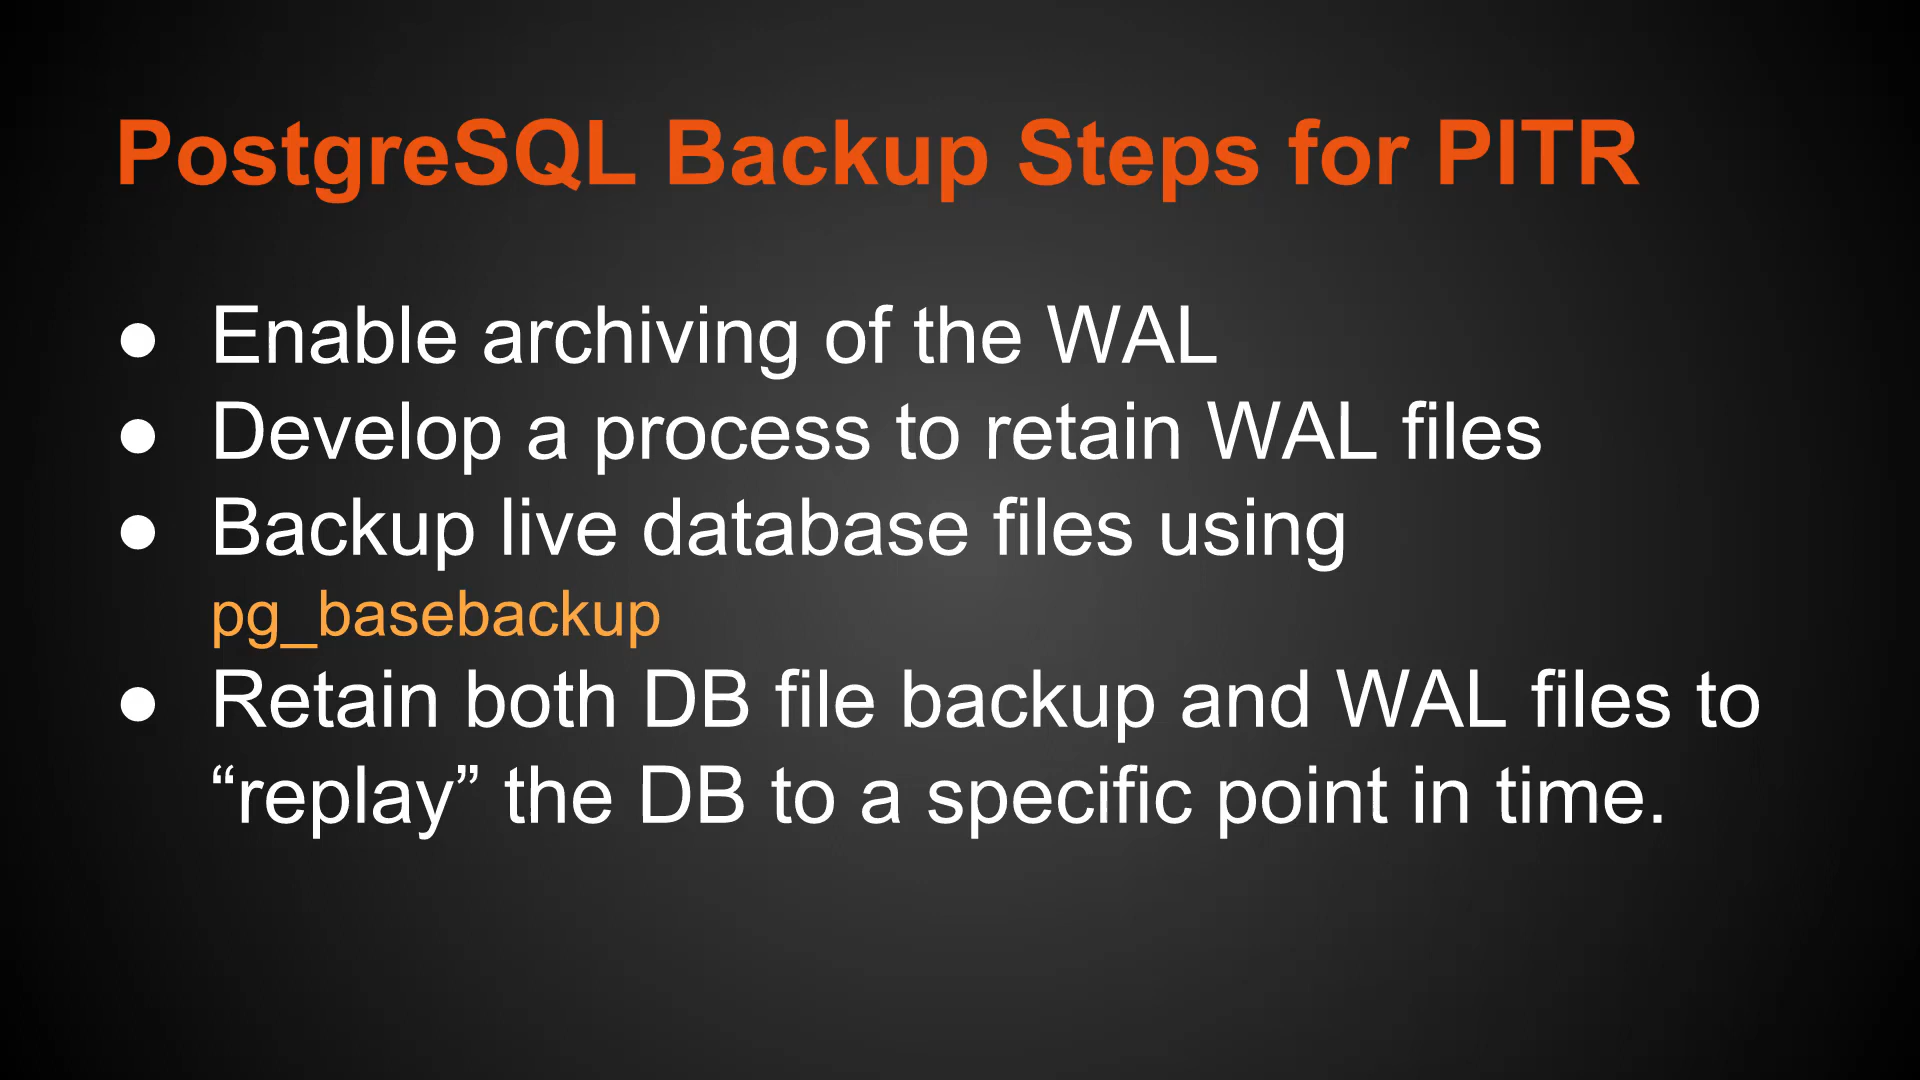 PostgreSQL Backup Steps for PITR
● Enable archiving of the WAL
● Develop a process to retain WAL files
● Backup live database files using
pg_basebackup
● Retain both DB file backup and WAL files to
“replay” the DB to a specific point in time.